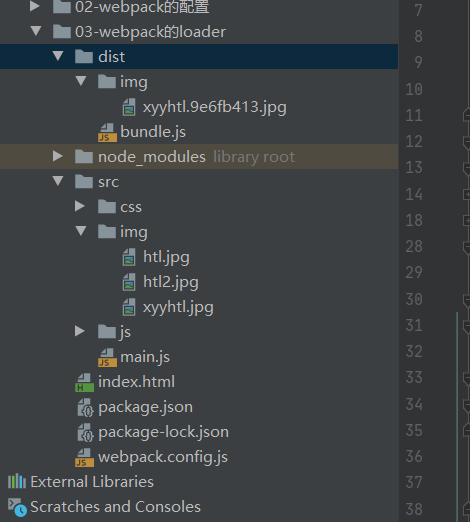 02-webpack的配置
03-webpack的loader
dist
img
xyyhtl.9e6fb413.jpg
bundle.js
node_modules library root
src
css
img
htl.jpg
htl2.jpg
xyyhtl.jpg
js
main.js
index.html
package.json
package-lock.json
webpack.config.js
External Libraries
Scratches and Consoles
7
8
9
10
11
12
13
14
18
28
29
30
31
32
33
34
35
36
37
38